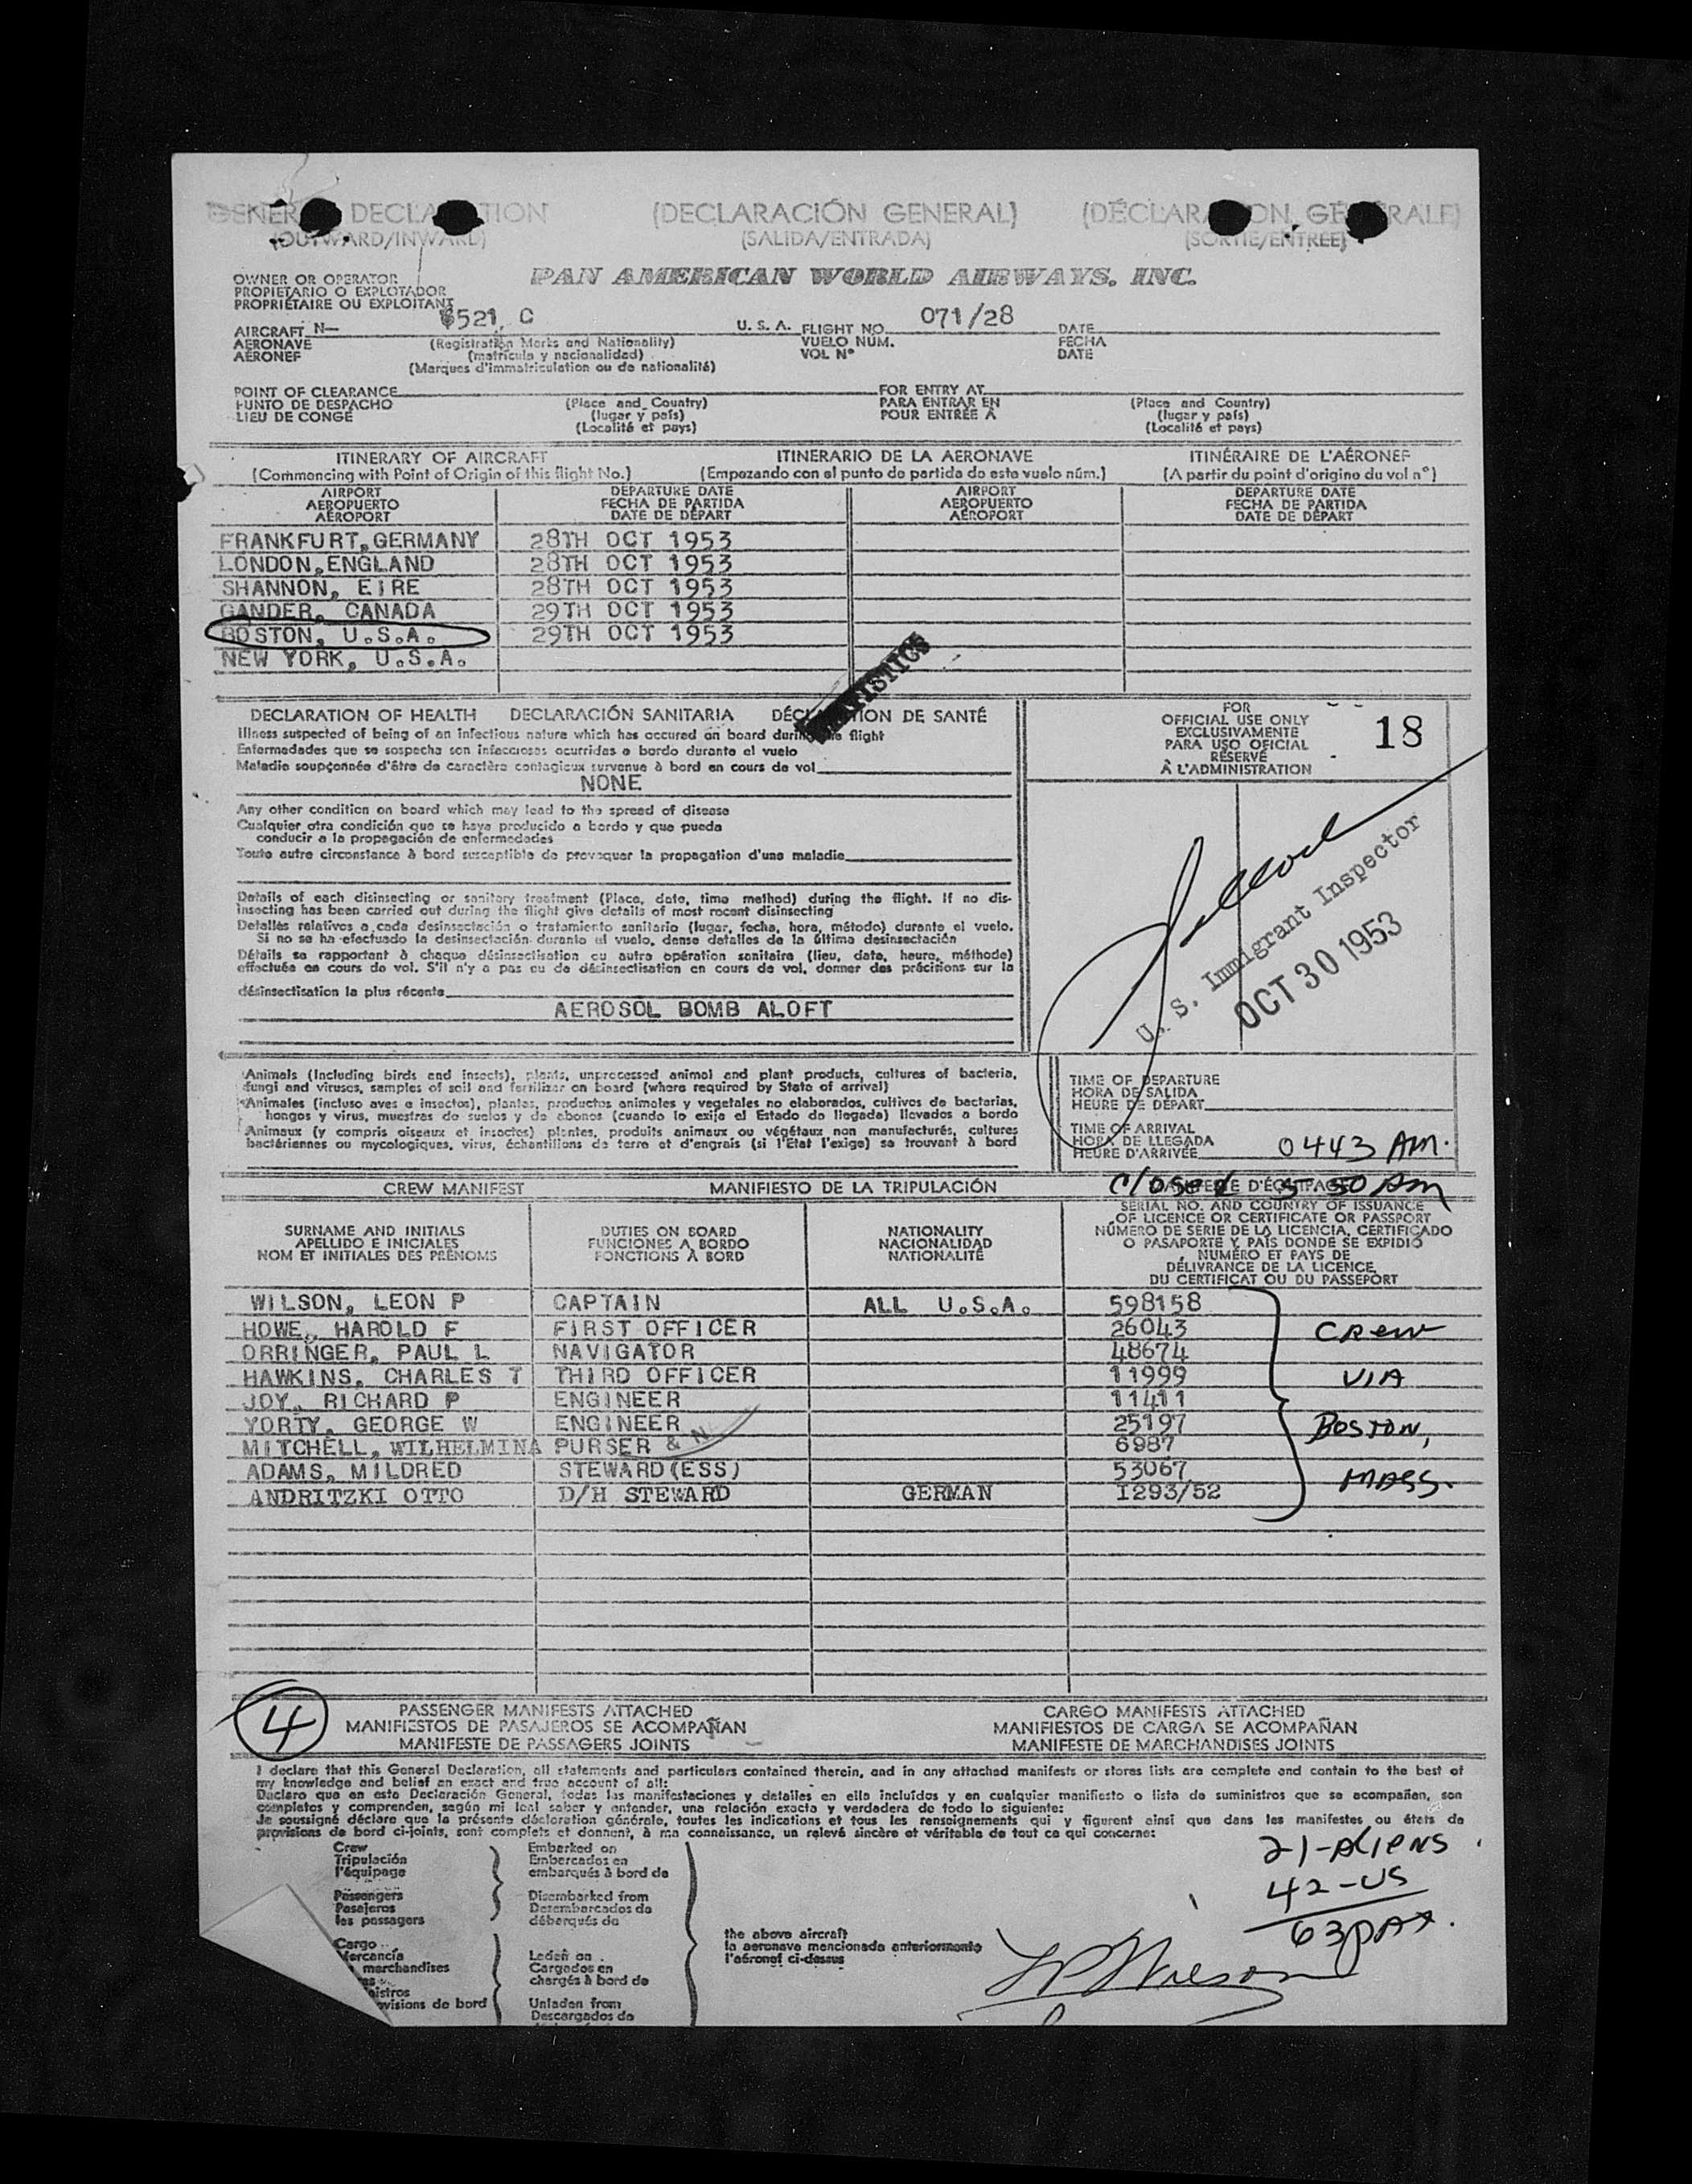 GENERAL DECLARATION (DECLARACIÓN GENERAL) (DÉCLARATION GÉNÉRALE)
(OUTWARD/INWARD) (SALIDA/ENTRADA) (SORTIE/ENTRÉE)
OWNER OR OPERATOR PAN AMERICAN WORLD AIRWAYS, INC.
PROPIETARIO O EXPLOTADOR
PROPRIÉTAIRE OU EXPLOITANT
AIRCRAFT N— 6521 C U. S. A. FLIGHT NO. 071/28 DATE
AERONAVE (Registration Marks and Nationality) VUELO NÚM. FECHA
AÉRONEF (matrícula y nacionalidad) VOL Nº DATE
(Marques d'immatriculation ou de nationalité)
POINT OF CLEARANCE FOR ENTRY AT
PUNTO DE DESPACHO (Place and Country) PARA ENTRAR EN (Place and Country)
LIEU DE CONGÉ (lugar y país) POUR ENTRÉE À (lugar y país)
(Localité et pays) (Localité et pays)
ITINERARY OF AIRCRAFT ITINERARIO DE LA AERONAVE ITINÉRAIRE DE L'AÉRONEF
(Commencing with Point of Origin of this flight No.) (Empezando con el punto de partida de este vuelo núm.) (A partir du point d'origine du vol nº)
AIRPORT DEPARTURE DATE AIRPORT DEPARTURE DATE
AEROPUERTO FECHA DE PARTIDA AEROPUERTO FECHA DE PARTIDA
AÉROPORT DATE DE DÉPART AÉROPORT DATE DE DÉPART
FRANKFURT, GERMANY 28TH OCT 1953
LONDON, ENGLAND 28TH OCT 1953
SHANNON, EIRE 28TH OCT 1953
GANDER, CANADA 29TH OCT 1953
BOSTON, U.S.A. 29TH OCT 1953
NEW YORK, U.S.A.
STATISTICS
DECLARATION OF HEALTH DECLARACIÓN SANITARIA DÉCLARATION DE SANTÉ
Illness suspected of being of an infectious nature which has occured on board during the flight
Enfermedades que se sospecha son infecciosas ocurridas a bordo durante el vuelo
Maladie soupçonnée d'être de caractère contagieux survenue à bord en cours de vol
NONE
Any other condition on board which may lead to the spread of disease
Cualquier otra condición que se haya producido a bordo y que pueda
conducir a la propagación de enfermedades
Toute autre circonstance à bord susceptible de provoquer la propagation d'une maladie
Details of each disinsecting or sanitary treatment (Place, date, time method) during the flight. If no dis-
insecting has been carried out during the flight give details of most recent disinsecting
Detalles relativos a cada desinsectación o tratamiento sanitario (lugar, fecha, hora, método) durante el vuelo.
Si no se ha efectuado la desinsectación durante el vuelo, dense detalles de la última desinsectación
Détails se rapportant à chaque désinsectisation ou autre opération sanitaire (lieu, date, heure, méthode)
effectuée en cours de vol. S'il n'y a pas eu de désinsectisation en cours de vol, donner des précisions sur la
désinsectisation la plus récente
AEROSOL BOMB ALOFT
FOR
OFFICIAL USE ONLY 18
EXCLUSIVAMENTE
PARA USO OFICIAL
RÉSERVÉ
À L'ADMINISTRATION
U. S. Immigrant Inspector
OCT 30 1953
Animals (Including birds and insects), plants, unprocessed animal and plant products, cultures of bacteria,
fungi and viruses, samples of soil and fertilizer on board (where required by State of arrival)
Animales (incluso aves e insectos), plantas, productos animales y vegetales no elaborados, cultivos de bacterias,
hongos y virus, muestras de suelos y de abonos (cuando lo exija el Estado de llegada) llevados a bordo
Animaux (y compris oiseaux et insectes) plantes, produits animaux ou végétaux non manufacturés, cultures
bactériennes ou mycologiques, virus, échantillons de terre et d'engrais (si l'Etat l'exige) se trouvant à bord
TIME OF DEPARTURE
HORA DE SALIDA
HEURE DE DÉPART
TIME OF ARRIVAL
HORA DE LLEGADA
HEURE D'ARRIVÉE 0443 AM.
closed 5 50 AM
CREW MANIFEST MANIFIESTO DE LA TRIPULACIÓN MANIFESTE D'ÉQUIPAGE
SURNAME AND INITIALS DUTIES ON BOARD NATIONALITY SERIAL NO. AND COUNTRY OF ISSUANCE
APELLIDO E INICIALES FUNCIONES A BORDO NACIONALIDAD OF LICENCE OR CERTIFICATE OR PASSPORT
NOM ET INITIALES DES PRÉNOMS FONCTIONS À BORD NATIONALITÉ NÚMERO DE SERIE DE LA LICENCIA, CERTIFICADO
O PASAPORTE Y PAÍS DONDE SE EXPIDIÓ
NUMÉRO ET PAYS DE
DÉLIVRANCE DE LA LICENCE,
DU CERTIFICAT OU DU PASSEPORT
WILSON, LEON P CAPTAIN ALL U.S.A. 598158
HOWE, HAROLD F FIRST OFFICER 26043 Crew
ORRINGER, PAUL L NAVIGATOR 48674
HAWKINS, CHARLES T THIRD OFFICER 11999 VIA
JOY, RICHARD P ENGINEER 11411
YORTY, GEORGE W ENGINEER 25197 BOSTON,
MITCHELL, WILHELMINA PURSER & N 6987
ADAMS, MILDRED STEWARD(ESS) 53067 MASS.
ANDRITZKI OTTO D/H STEWARD GERMAN I293/52
4
PASSENGER MANIFESTS ATTACHED CARGO MANIFESTS ATTACHED
MANIFIESTOS DE PASAJEROS SE ACOMPAÑAN MANIFIESTOS DE CARGA SE ACOMPAÑAN
MANIFESTE DE PASSAGERS JOINTS MANIFESTE DE MARCHANDISES JOINTS
I declare that this General Declaration, all statements and particulars contained therein, and in any attached manifests or stores lists are complete and contain to the best of
my knowledge and belief an exact and true account of all:
Declaro que en esta Declaración General, todas las manifestaciones y detalles en ella incluídos y en cualquier manifiesto o lista de suministros que se acompañan, son
completos y comprenden, según mi leal saber y entender, una relación exacta y verdadera de todo lo siguiente:
Je soussigné déclare que la présente déclaration générale, toutes les indications et tous les renseignements qui y figurent ainsi que dans les manifestes ou états de
provisions de bord ci-joints, sont complets et donnent, à ma connaissance, un relevé sincère et véritable de tout ce qui concerne:
Crew Embarked on
Tripulación Embarcados en
l'équipage embarqués à bord de
Passengers Disembarked from
Pasajeros Desembarcados de
les passagers débarqués de
Cargo Laden on
Mercancía Cargados en
marchandises chargés à bord de
visions de bord Unladen from
Descargados de
the above aircraft
la aeronave mencionada anteriormente
l'aéronef ci-dessus
21-Aliens
42-US
63 PAX.
LP Wilson